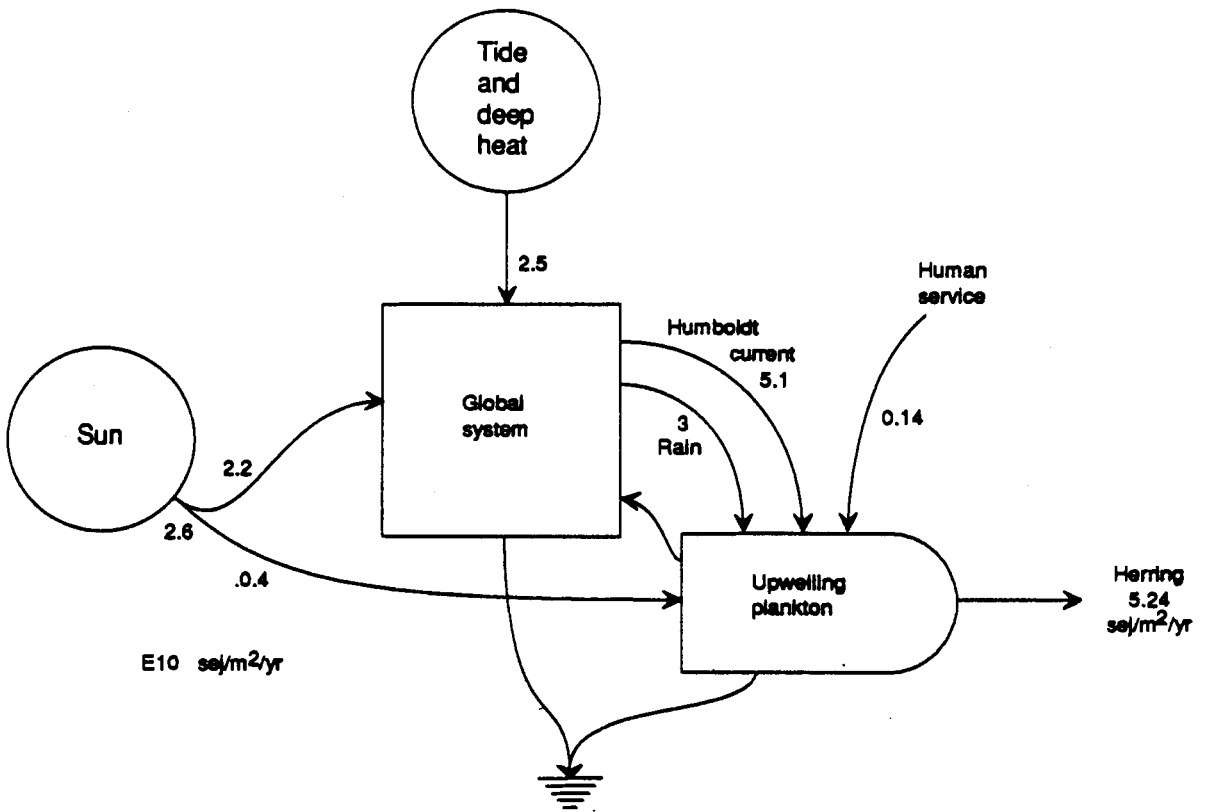 Tide
and
deep
heat
2.5
Human
service
Humboldt
current
5.1
0.14
Global
system
3
Rain
Sun
2.2
2.6
.0.4
Upwelling
plankton
Herring
5.24
sej/m²/yr
E10 sej/m²/yr